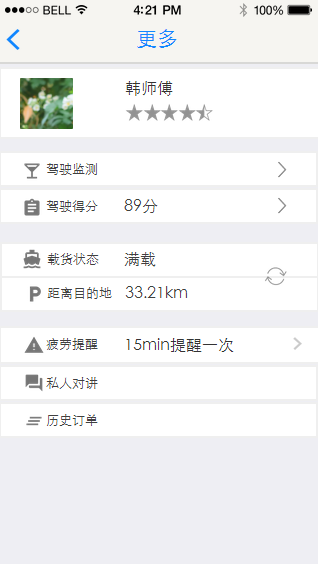 BELL 4:21 PM 100%
更多
韩师傅
驾驶监测
驾驶得分 89分
载货状态 满载
距离目的地 33.21km
疲劳提醒 15min提醒一次
私人对讲
历史订单